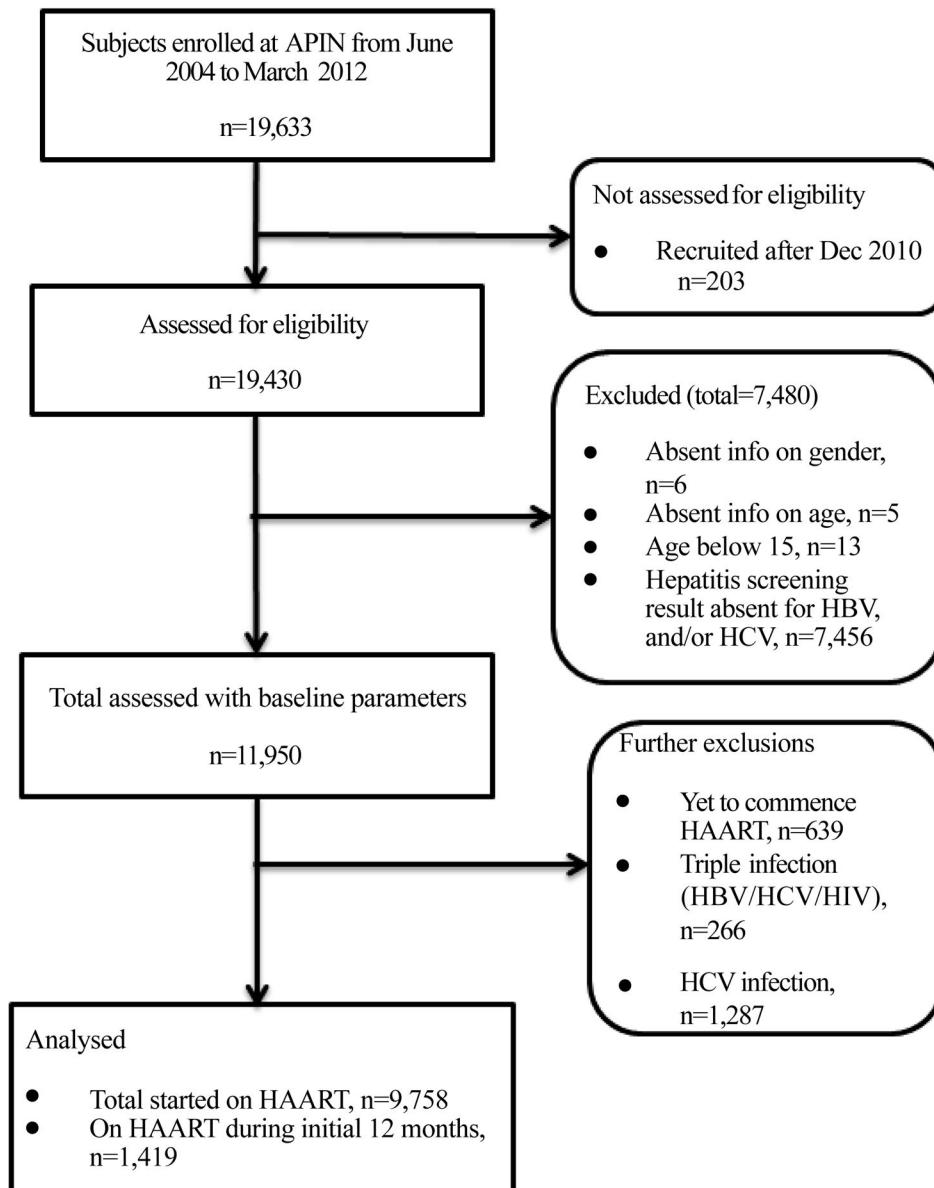 Subjects enrolled at APIN from June
2004 to March 2012
n=19,633
Not assessed for eligibility
● Recruited after Dec 2010
n=203
Assessed for eligibility
n=19,430
Excluded (total=7,480)
● Absent info on gender,
n=6
● Absent info on age, n=5
● Age below 15, n=13
● Hepatitis screening
result absent for HBV,
and/or HCV, n=7,456
Total assessed with baseline parameters
n=11,950
Further exclusions
● Yet to commence
HAART, n=639
● Triple infection
(HBV/HCV/HIV),
n=266
● HCV infection,
n=1,287
Analysed
● Total started on HAART, n=9,758
● On HAART during initial 12 months,
n=1,419